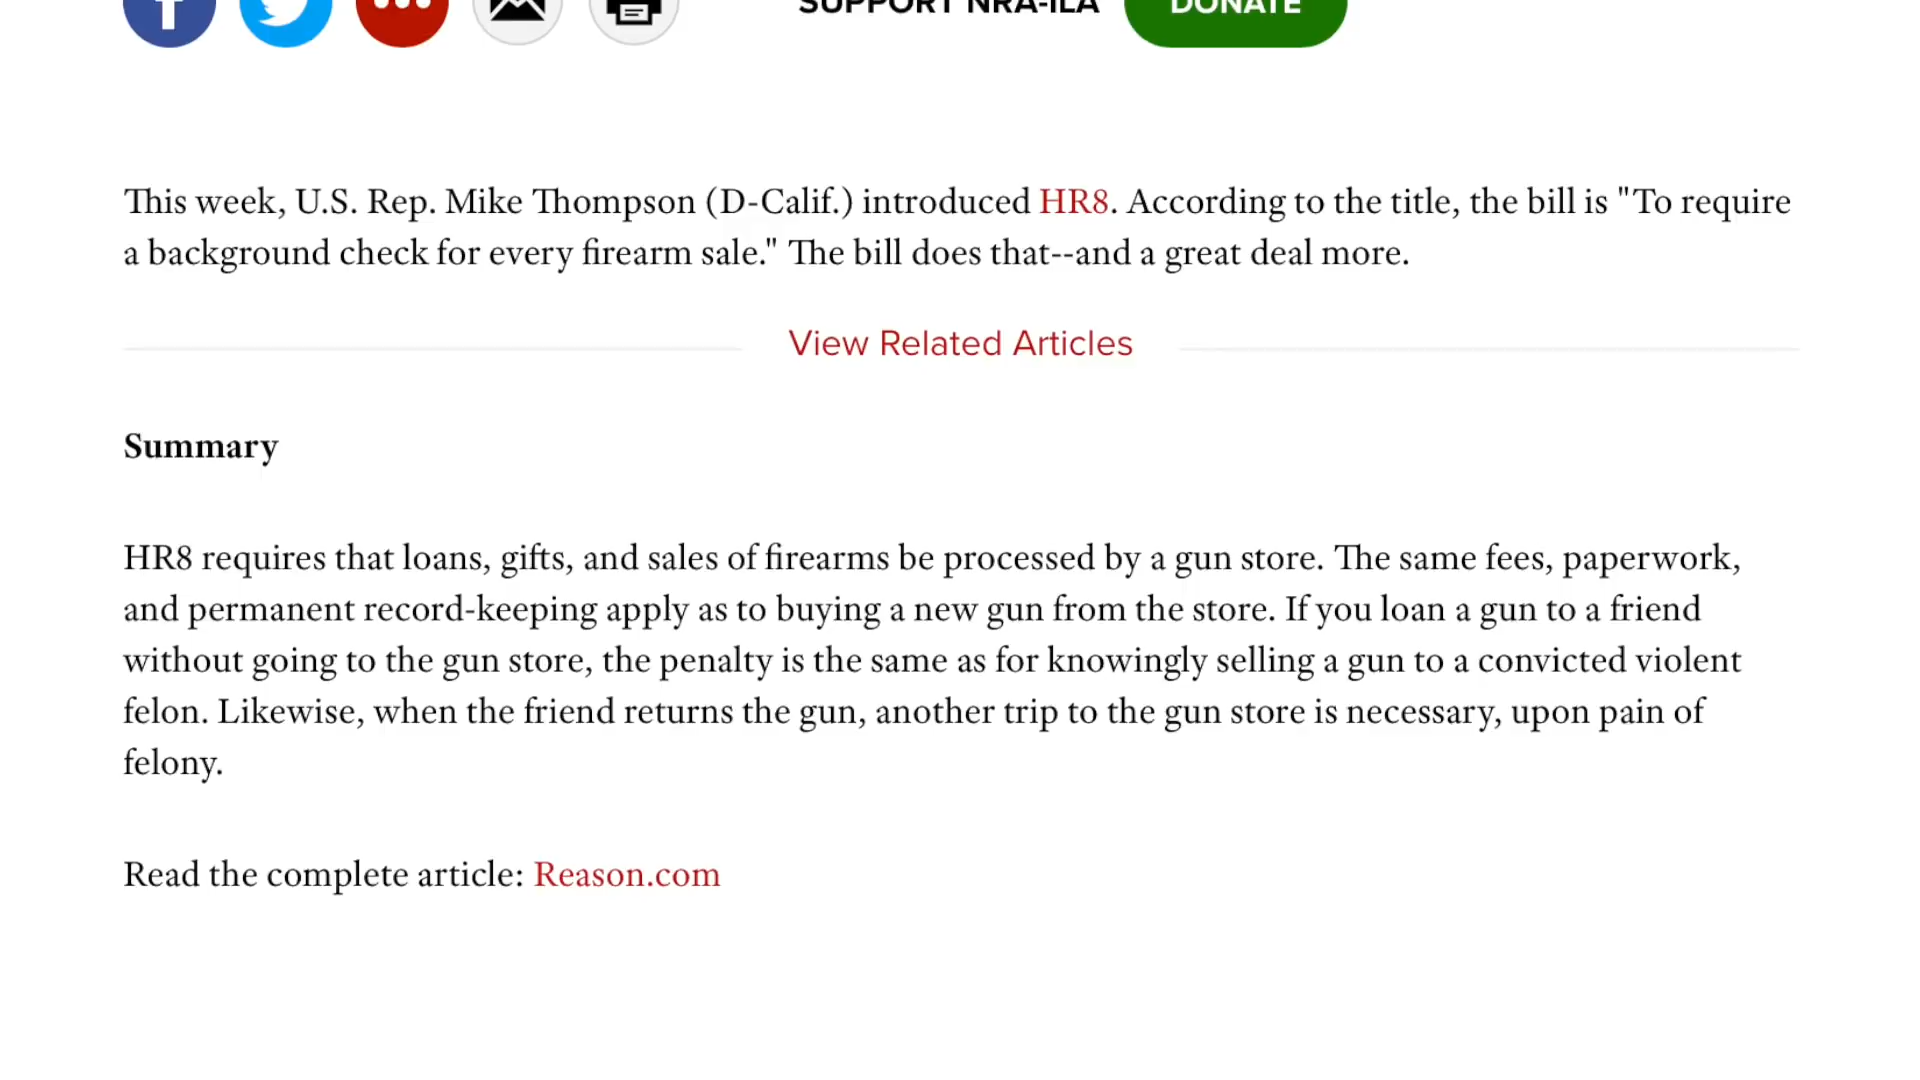 SUPPORT NRA-ILA DONATE
This week, U.S. Rep. Mike Thompson (D-Calif.) introduced HR8. According to the title, the bill is "To require
a background check for every firearm sale." The bill does that--and a great deal more.
View Related Articles
Summary
HR8 requires that loans, gifts, and sales of firearms be processed by a gun store. The same fees, paperwork,
and permanent record-keeping apply as to buying a new gun from the store. If you loan a gun to a friend
without going to the gun store, the penalty is the same as for knowingly selling a gun to a convicted violent
felon. Likewise, when the friend returns the gun, another trip to the gun store is necessary, upon pain of
felony.
Read the complete article: Reason.com